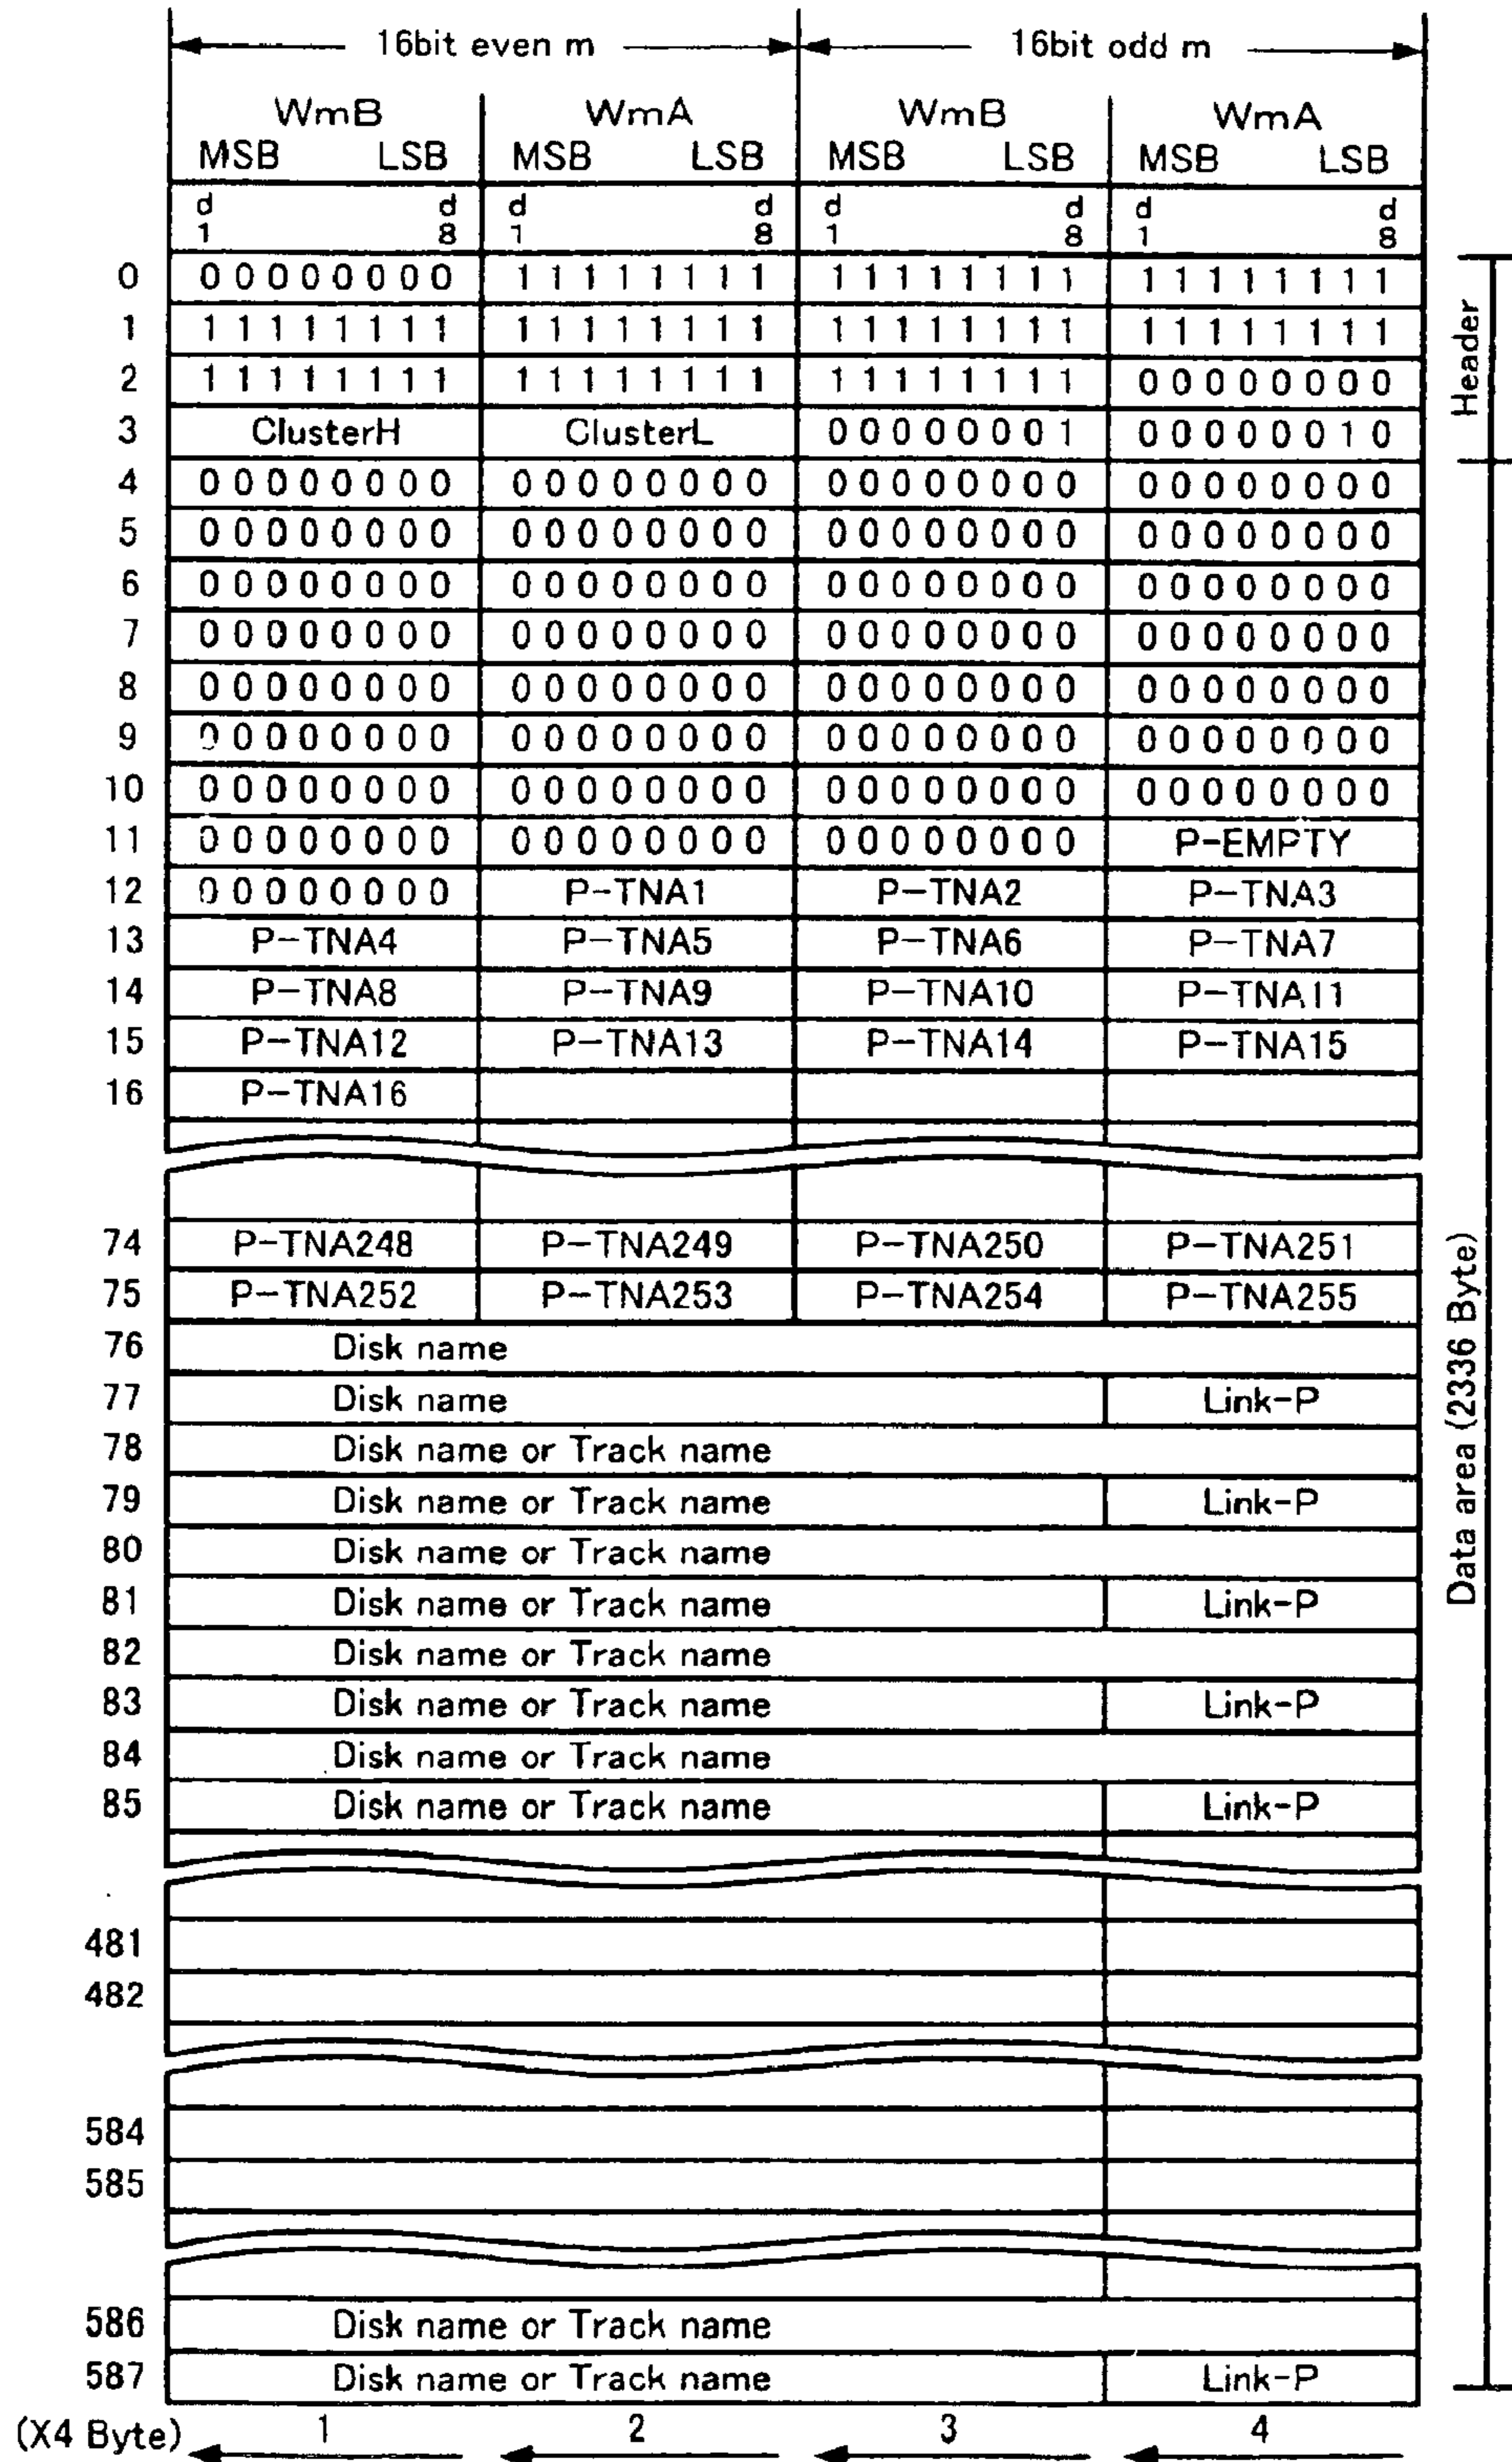 16bit even m 16bit odd m
WmB WmA WmB WmA
MSB LSB MSB LSB MSB LSB MSB LSB
d d d d d d d d
1 8 1 8 1 8 1 8
0 00000000 11111111 11111111 11111111
1 11111111 11111111 11111111 11111111
2 11111111 11111111 11111111 00000000
3 ClusterH ClusterL 00000001 00000010
4 00000000 00000000 00000000 00000000
5 00000000 00000000 00000000 00000000
6 00000000 00000000 00000000 00000000
7 00000000 00000000 00000000 00000000
8 00000000 00000000 00000000 00000000
9 00000000 00000000 00000000 00000000
10 00000000 00000000 00000000 00000000
11 00000000 00000000 00000000 P-EMPTY
12 00000000 P-TNA1 P-TNA2 P-TNA3
13 P-TNA4 P-TNA5 P-TNA6 P-TNA7
14 P-TNA8 P-TNA9 P-TNA10 P-TNA11
15 P-TNA12 P-TNA13 P-TNA14 P-TNA15
16 P-TNA16
74 P-TNA248 P-TNA249 P-TNA250 P-TNA251
75 P-TNA252 P-TNA253 P-TNA254 P-TNA255
76 Disk name
77 Disk name Link-P
78 Disk name or Track name
79 Disk name or Track name Link-P
80 Disk name or Track name
81 Disk name or Track name Link-P
82 Disk name or Track name
83 Disk name or Track name Link-P
84 Disk name or Track name
85 Disk name or Track name Link-P
481
482
584
585
586 Disk name or Track name
587 Disk name or Track name Link-P
(X4 Byte) 1 2 3 4
Header
Data area (2336 Byte)